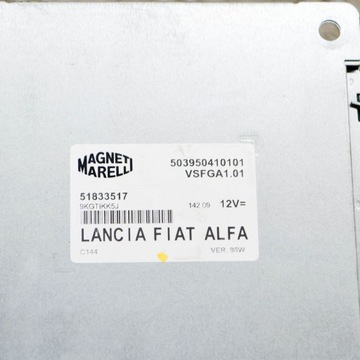 MAGNETI
MARELLI
503950410101
VSFGA1.01
51833517
9KGTIKK5J
142 09 12V=
LANCIA FIAT ALFA
C144 VER. 95W